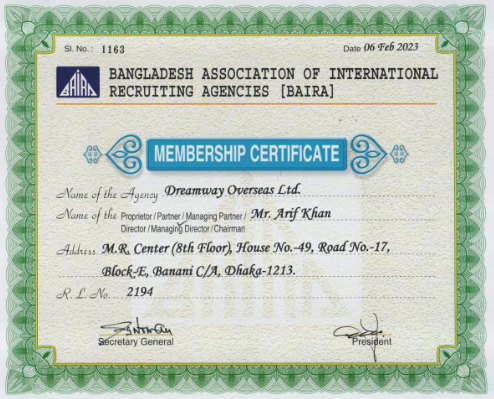 Sl. No.: 1163
Date 06 Feb 2023
BAIRA
BANGLADESH ASSOCIATION OF INTERNATIONAL
RECRUITING AGENCIES [BAIRA]
MEMBERSHIP CERTIFICATE
Name of the Agency Dreamway Overseas Ltd.
Name of the Proprietor / Partner / Managing Partner / Mr. Arif Khan
Director / Managing Director / Chairman
Address M.R. Center (8th Floor), House No.-49, Road No.-17,
Block-E, Banani C/A, Dhaka-1213.
R. L. No. 2194
Secretary General
President